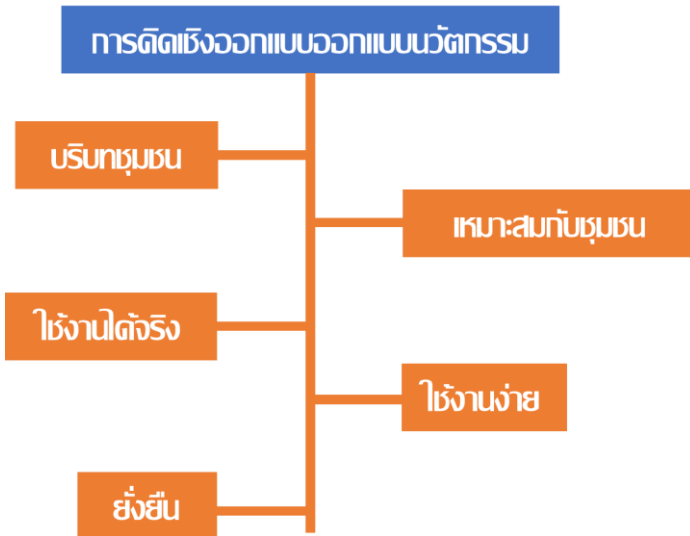 การคิดเชิงออกแบบออกแบบนวัตกรรม
บริบทชุมชน
เหมาะสมกับชุมชน
ใช้งานได้จริง
ใช้งานง่าย
ยั่งยืน